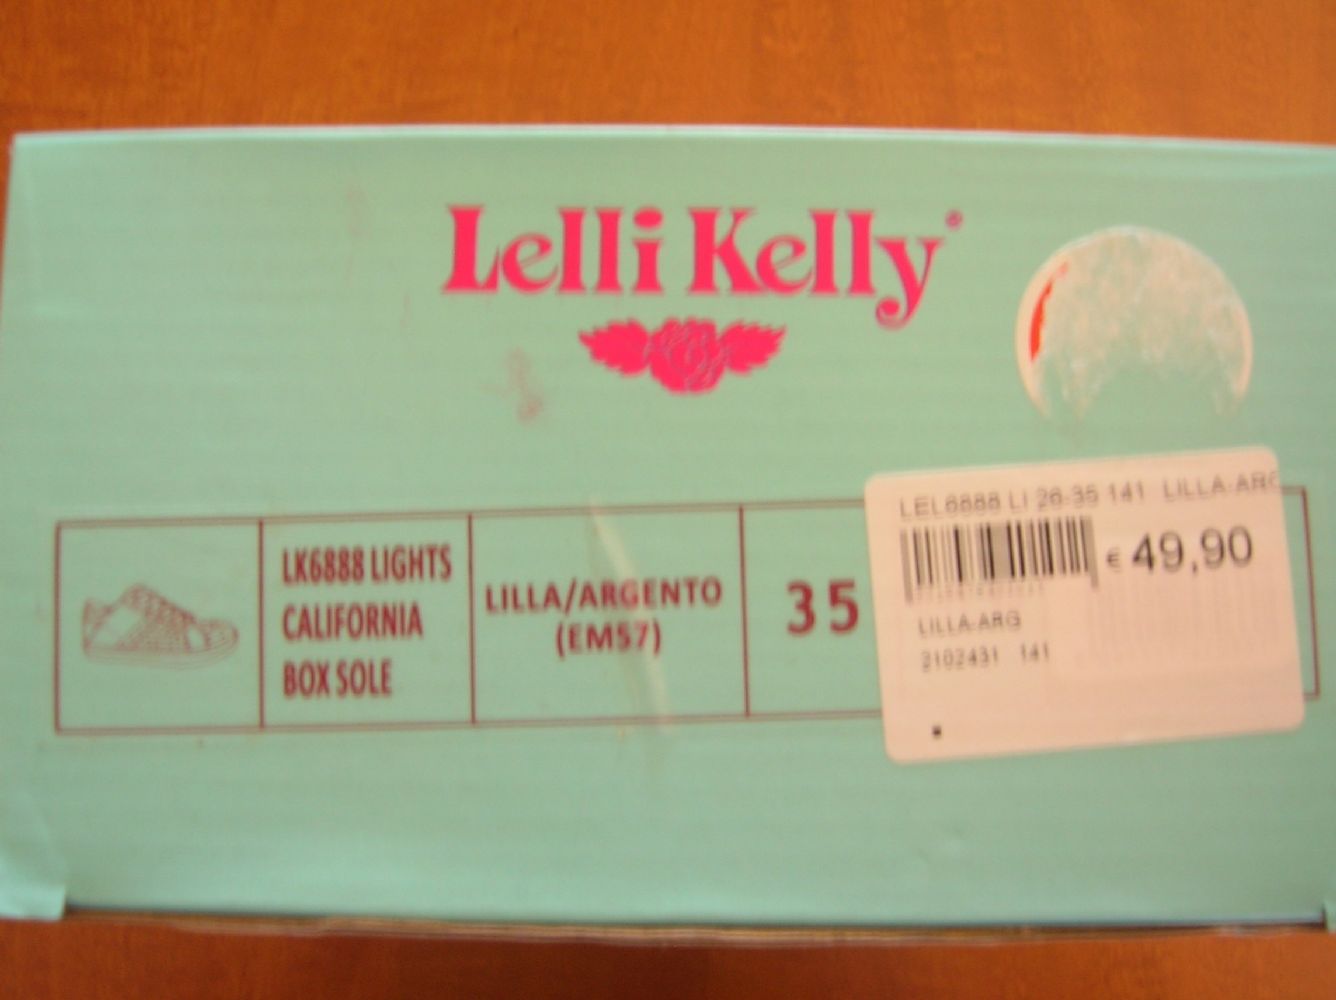 Lelli Kelly®
LK6888 LIGHTS
CALIFORNIA
BOX SOLE
LILLA/ARGENTO
(EM57)
35
LEL6888 LI 26-35 141 LILLA-ARG
€ 49,90
LILLA-ARG
2102431 141